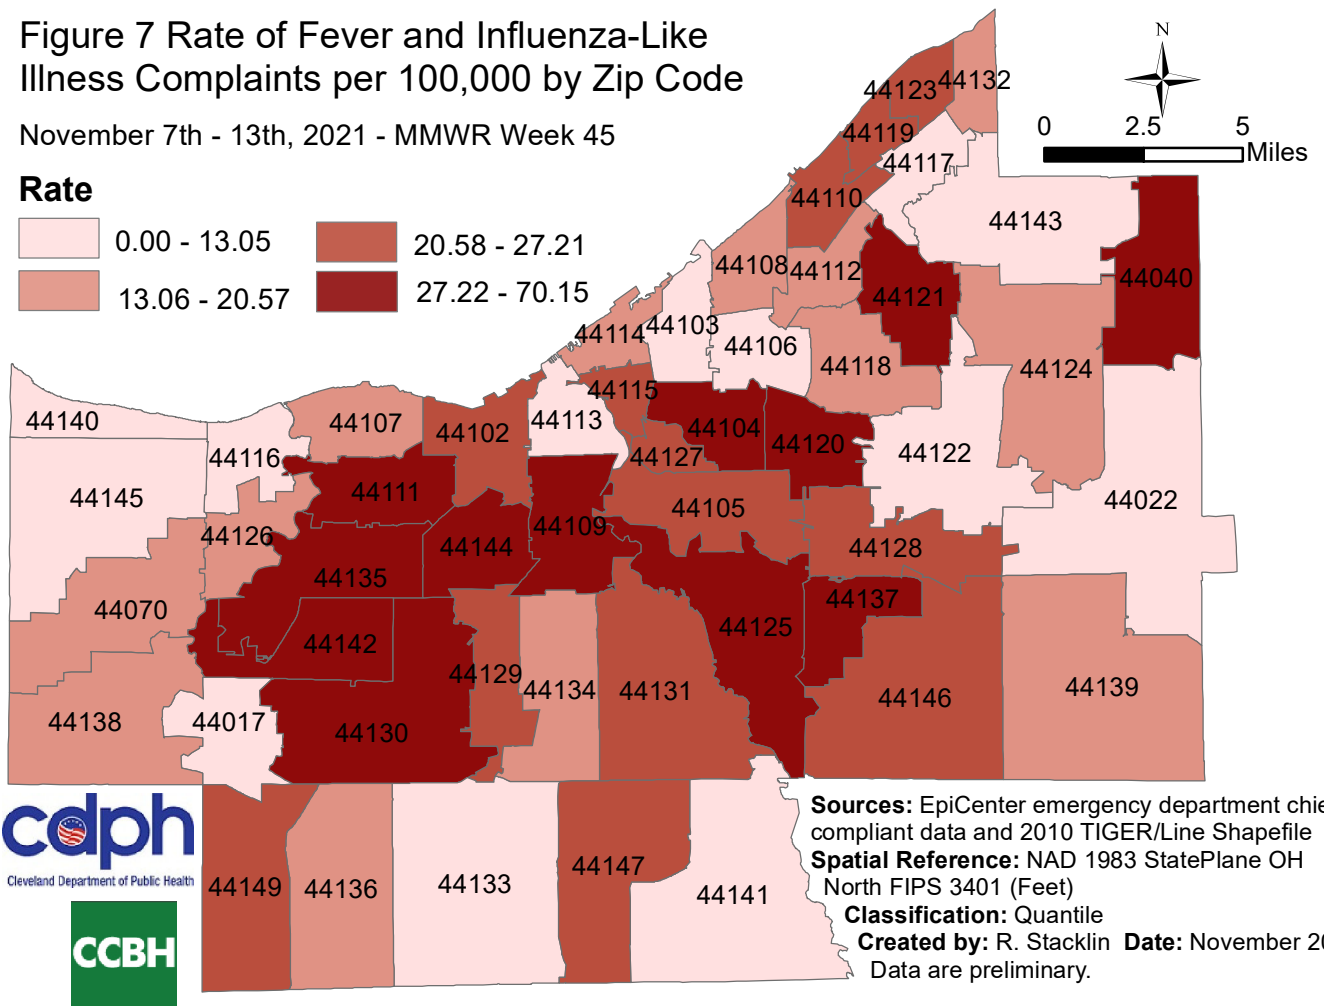 Figure 7 Rate of Fever and Influenza-Like
Illness Complaints per 100,000 by Zip Code
November 7th - 13th, 2021 - MMWR Week 45
Rate
0.00 - 13.05
13.06 - 20.57
20.58 - 27.21
27.22 - 70.15
N
0 2.5 5
Miles
44132
44123
44119
44117
44110
44143
44108
44112
44040
44121
44114
44103
44106
44118
44124
44115
44140
44107
44113
44102
44104
44120
44116
44127
44122
44145
44111
44022
44105
44109
44126
44144
44128
44135
44070
44137
44125
44142
44129
44134
44131
44139
44146
44138
44017
44130
44149
44136
44133
44147
44141
cdph
Cleveland Department of Public Health
CCBH
Sources: EpiCenter emergency department chie
compliant data and 2010 TIGER/Line Shapefile
Spatial Reference: NAD 1983 StatePlane OH
North FIPS 3401 (Feet)
Classification: Quantile
Created by: R. Stacklin Date: November 20
Data are preliminary.